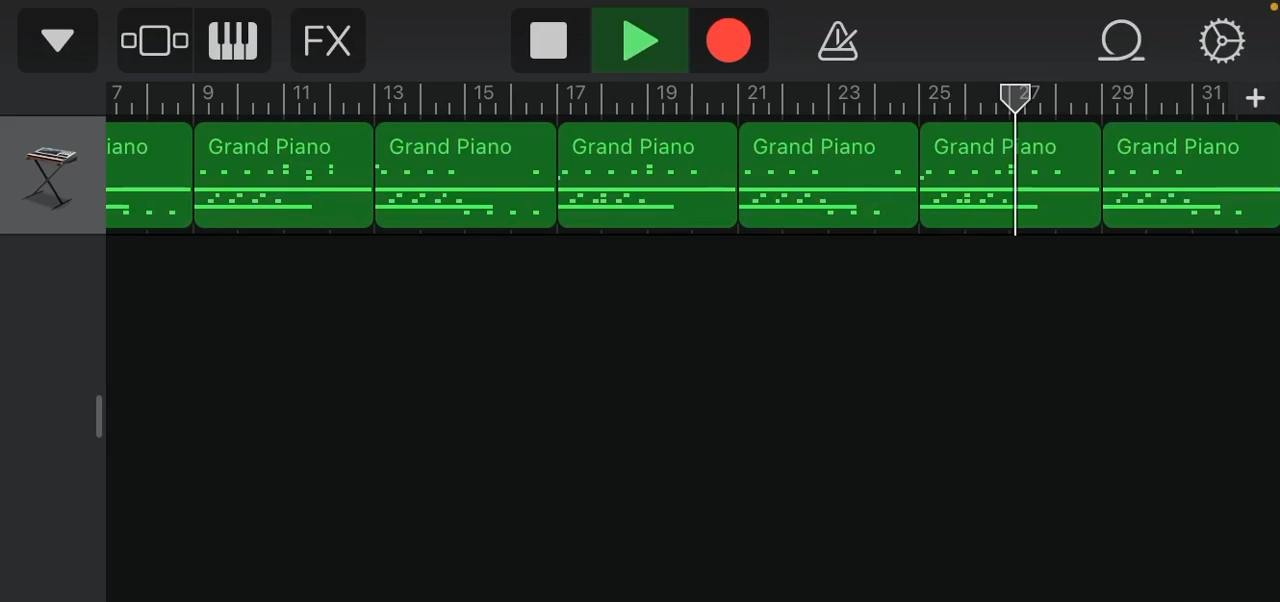 FX
7 9 11 13 15 17 19 21 23 25 27 29 31 +
iano Grand Piano Grand Piano Grand Piano Grand Piano Grand Piano Grand Piano